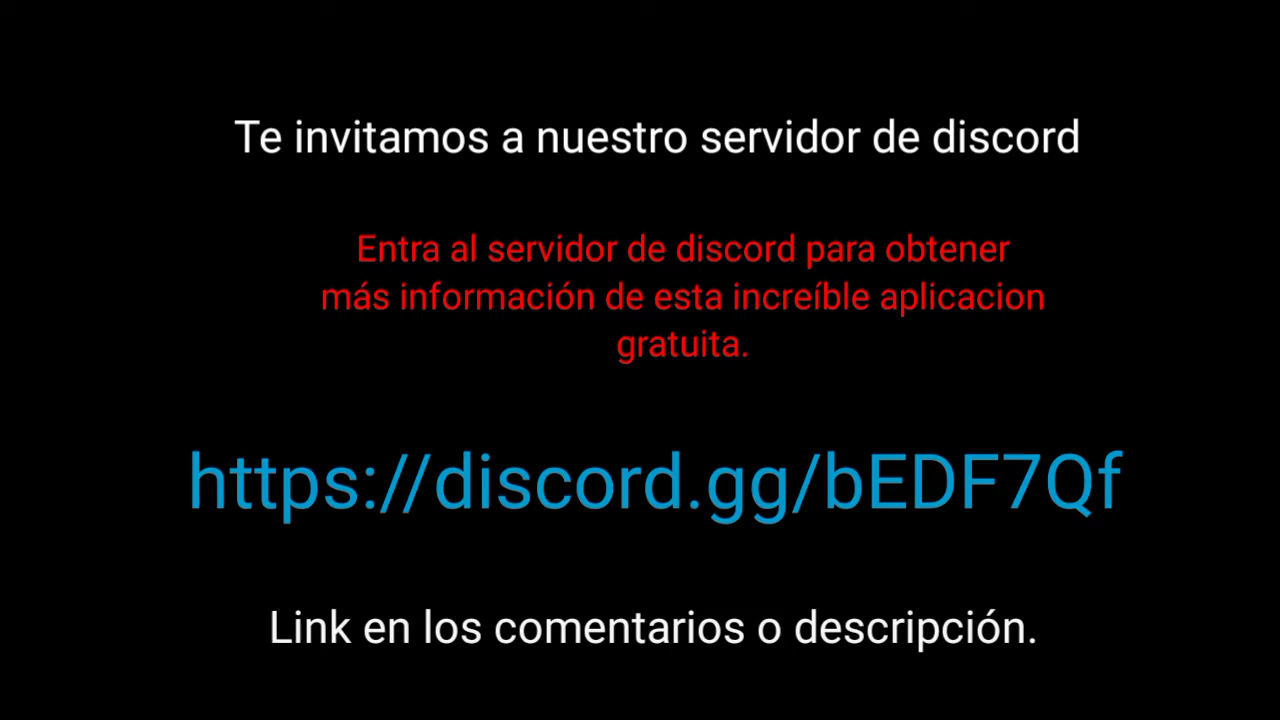 Te invitamos a nuestro servidor de discord
Entra al servidor de discord para obtener
más información de esta increíble aplicacion
gratuita.
https://discord.gg/bEDF7Qf
Link en los comentarios o descripción.